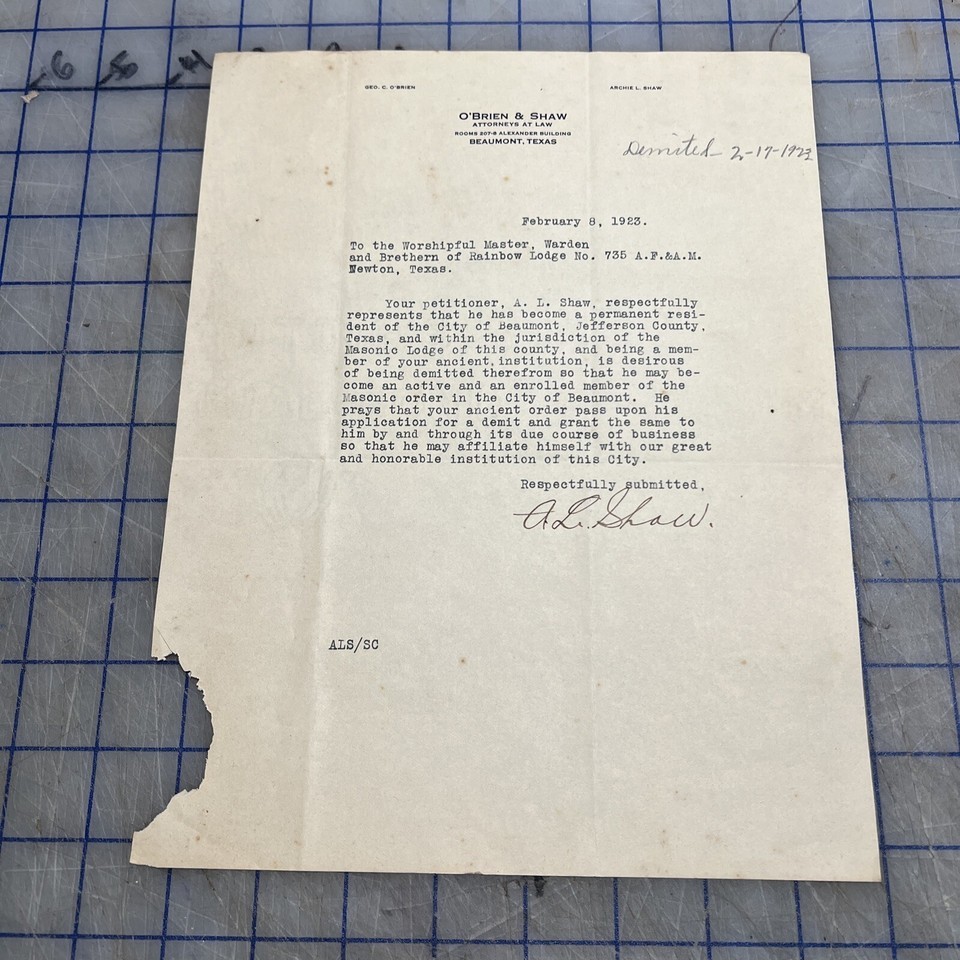 -6 -5 -4
GEO. C. O'BRIEN ARCHIE L. SHAW
O'BRIEN & SHAW
ATTORNEYS AT LAW
ROOMS 207-8 ALEXANDER BUILDING
BEAUMONT, TEXAS
Demited 2-17-1923
February 8, 1923.
To the Worshipful Master, Warden
and Brethern of Rainbow Lodge No. 735 A.F.&A.M.
Newton, Texas.
Your petitioner, A. L. Shaw, respectfully
represents that he has become a permanent resi-
dent of the City of Beaumont, Jefferson County,
Texas, and within the jurisdiction of the
Masonic Lodge of this county, and being a mem-
ber of your ancient institution, is desirous
of being demitted therefrom so that he may be-
come an active and an enrolled member of the
Masonic order in the City of Beaumont. He
prays that your ancient order pass upon his
application for a demit and grant the same to
him by and through its due course of business
so that he may affiliate himself with our great
and honorable institution of this City.
Respectfully submitted,
A. L. Shaw.
ALS/SC